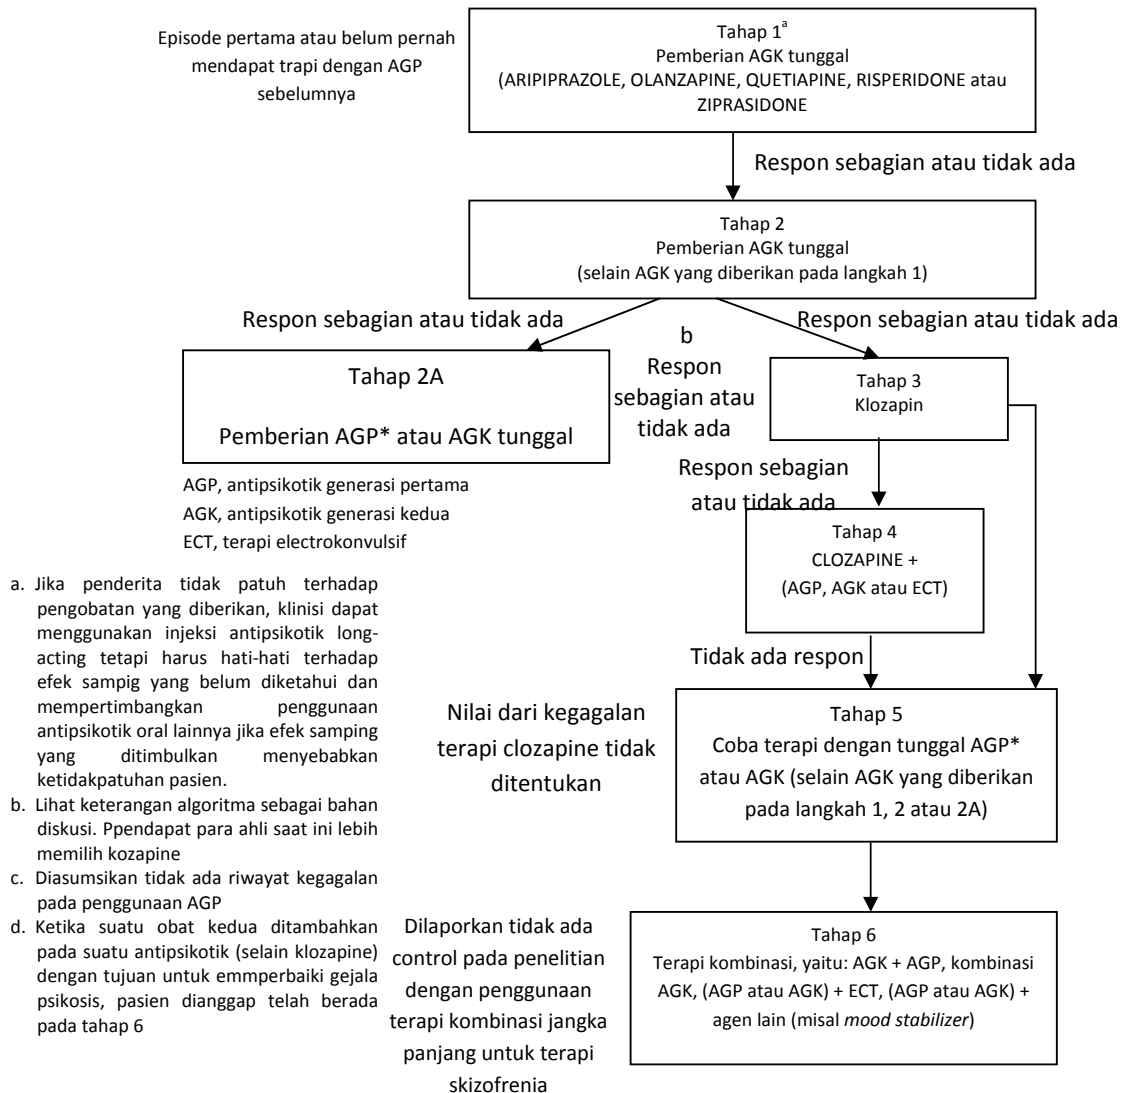 Episode pertama atau belum pernah
mendapat trapi dengan AGP
sebelumnya
Tahap 1a
Pemberian AGK tunggal
(ARIPIPRAZOLE, OLANZAPINE, QUETIAPINE, RISPERIDONE atau
ZIPRASIDONE
Respon sebagian atau tidak ada
Tahap 2
Pemberian AGK tunggal
(selain AGK yang diberikan pada langkah 1)
Respon sebagian atau tidak ada
Respon sebagian atau tidak ada
b
Respon
sebagian atau
tidak ada
Tahap 2A
Pemberian AGP* atau AGK tunggal
Tahap 3
Klozapin
AGP, antipsikotik generasi pertama
AGK, antipsikotik generasi kedua
ECT, terapi electrokonvulsif
Respon sebagian
atau tidak ada
Tahap 4
CLOZAPINE +
(AGP, AGK atau ECT)
a. Jika penderita tidak patuh terhadap
pengobatan yang diberikan, klinisi dapat
menggunakan injeksi antipsikotik long-
acting tetapi harus hati-hati terhadap
efek sampig yang belum diketahui dan
mempertimbangkan penggunaan
antipsikotik oral lainnya jika efek samping
yang ditimbulkan menyebabkan
ketidakpatuhan pasien.
b. Lihat keterangan algoritma sebagai bahan
diskusi. Ppendapat para ahli saat ini lebih
memilih kozapine
c. Diasumsikan tidak ada riwayat kegagalan
pada penggunaan AGP
d. Ketika suatu obat kedua ditambahkan
pada suatu antipsikotik (selain klozapine)
dengan tujuan untuk emmperbaiki gejala
psikosis, pasien dianggap telah berada
pada tahap 6
Tidak ada respon
Nilai dari kegagalan
terapi clozapine tidak
ditentukan
Tahap 5
Coba terapi dengan tunggal AGP*
atau AGK (selain AGK yang diberikan
pada langkah 1, 2 atau 2A)
Dilaporkan tidak ada
control pada penelitian
dengan penggunaan
terapi kombinasi jangka
panjang untuk terapi
skizofrenia
Tahap 6
Terapi kombinasi, yaitu: AGK + AGP, kombinasi
AGK, (AGP atau AGK) + ECT, (AGP atau AGK) +
agen lain (misal mood stabilizer)